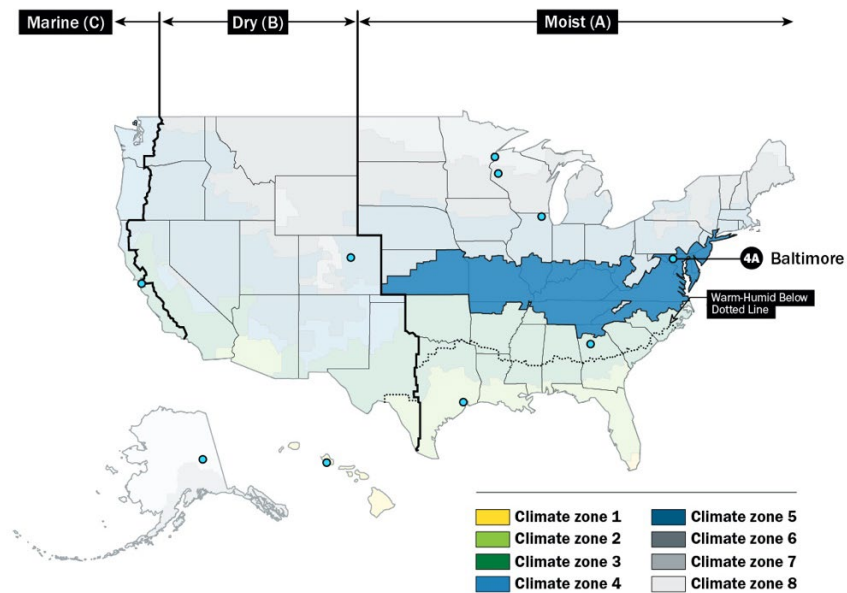 Marine (C)
Dry (B)
Moist (A)
4A Baltimore
Warm-Humid Below
Dotted Line
Climate zone 1
Climate zone 2
Climate zone 3
Climate zone 4
Climate zone 5
Climate zone 6
Climate zone 7
Climate zone 8